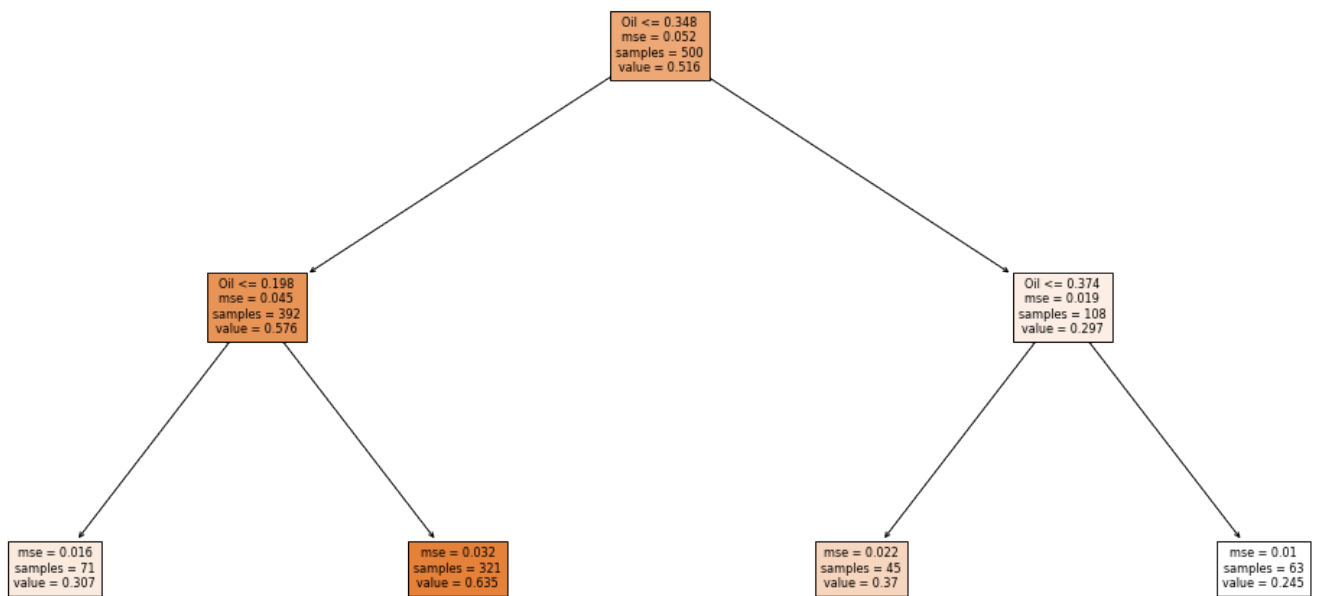 Oil <= 0.348
mse = 0.052
samples = 500
value = 0.516
Oil <= 0.198
mse = 0.045
samples = 392
value = 0.576
Oil <= 0.374
mse = 0.019
samples = 108
value = 0.297
mse = 0.016
samples = 71
value = 0.307
mse = 0.032
samples = 321
value = 0.635
mse = 0.022
samples = 45
value = 0.37
mse = 0.01
samples = 63
value = 0.245